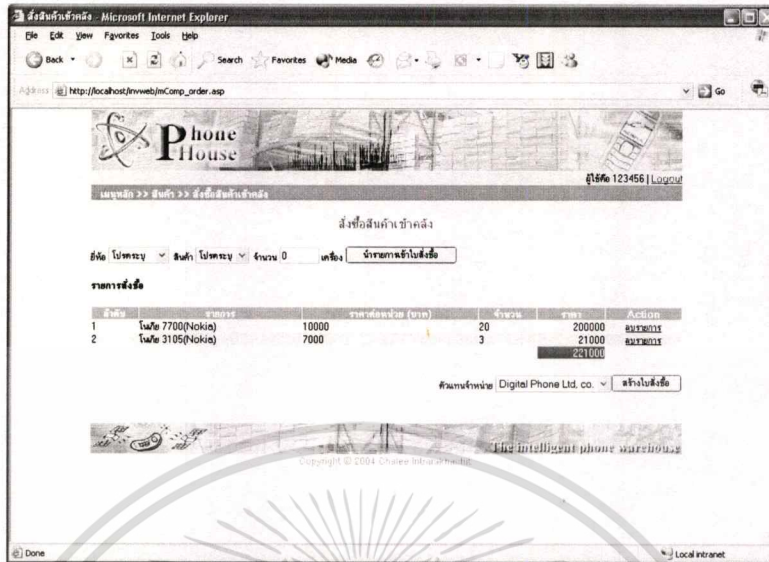 สั่งสินค้าเข้าคลัง - Microsoft Internet Explorer
File Edit View Favorites Tools Help
Back Search Favorites Media
Address http://localhost/invweb/mComp_order.asp Go
Phone House
ผู้ใช้คือ 123456 | Logout
เมนูหลัก >> สินค้า >> สั่งซื้อสินค้าเข้าคลัง
สั่งซื้อสินค้าเข้าคลัง
ยี่ห้อ โปรดระบุ สินค้า โปรดระบุ จำนวน 0 เครื่อง นำรายการเข้าใบสั่งซื้อ
รายการสั่งซื้อ
ลำดับ รายการ ราคาต่อหน่วย (บาท) จำนวน ราคา Action
1 โนเกีย 7700(Nokia) 10000 20 200000 ลบรายการ
2 โนเกีย 3105(Nokia) 7000 3 21000 ลบรายการ
221000
ตัวแทนจำหน่าย Digital Phone Ltd, co. สร้างใบสั่งซื้อ
The intelligent phone warehouse
Copyright © 2004 Chalee
Done Local intranet